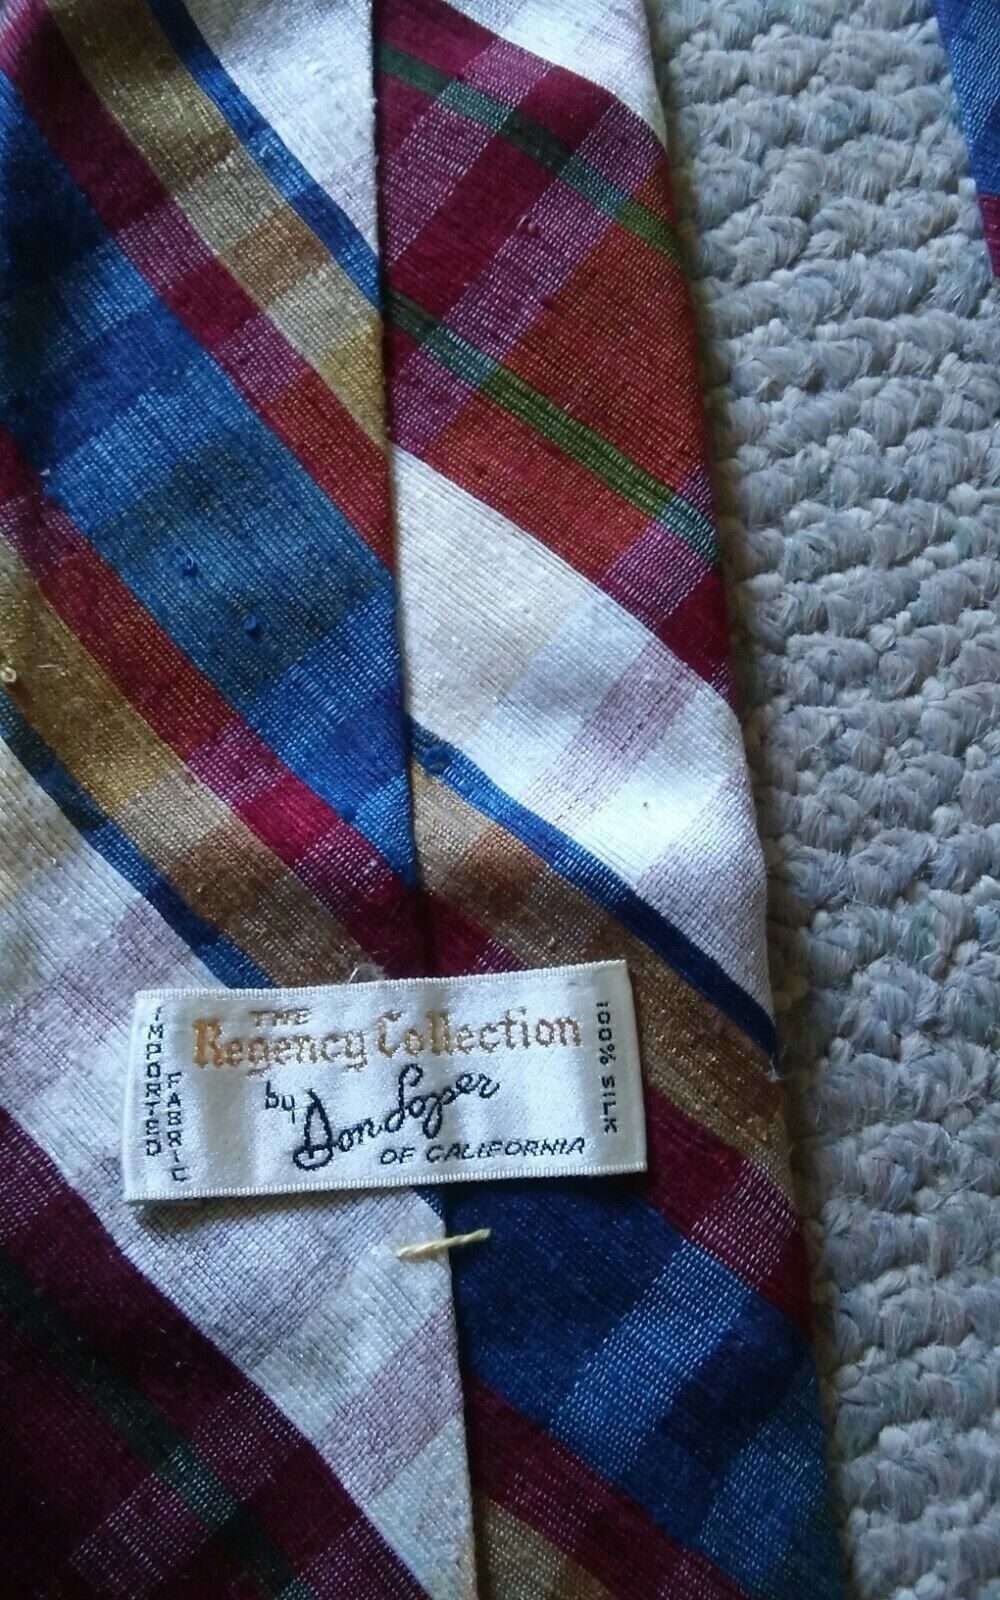 THE
Regency Collection
by Don Loper
OF CALIFORNIA
IMPORTED
FABRIC
100% SILK